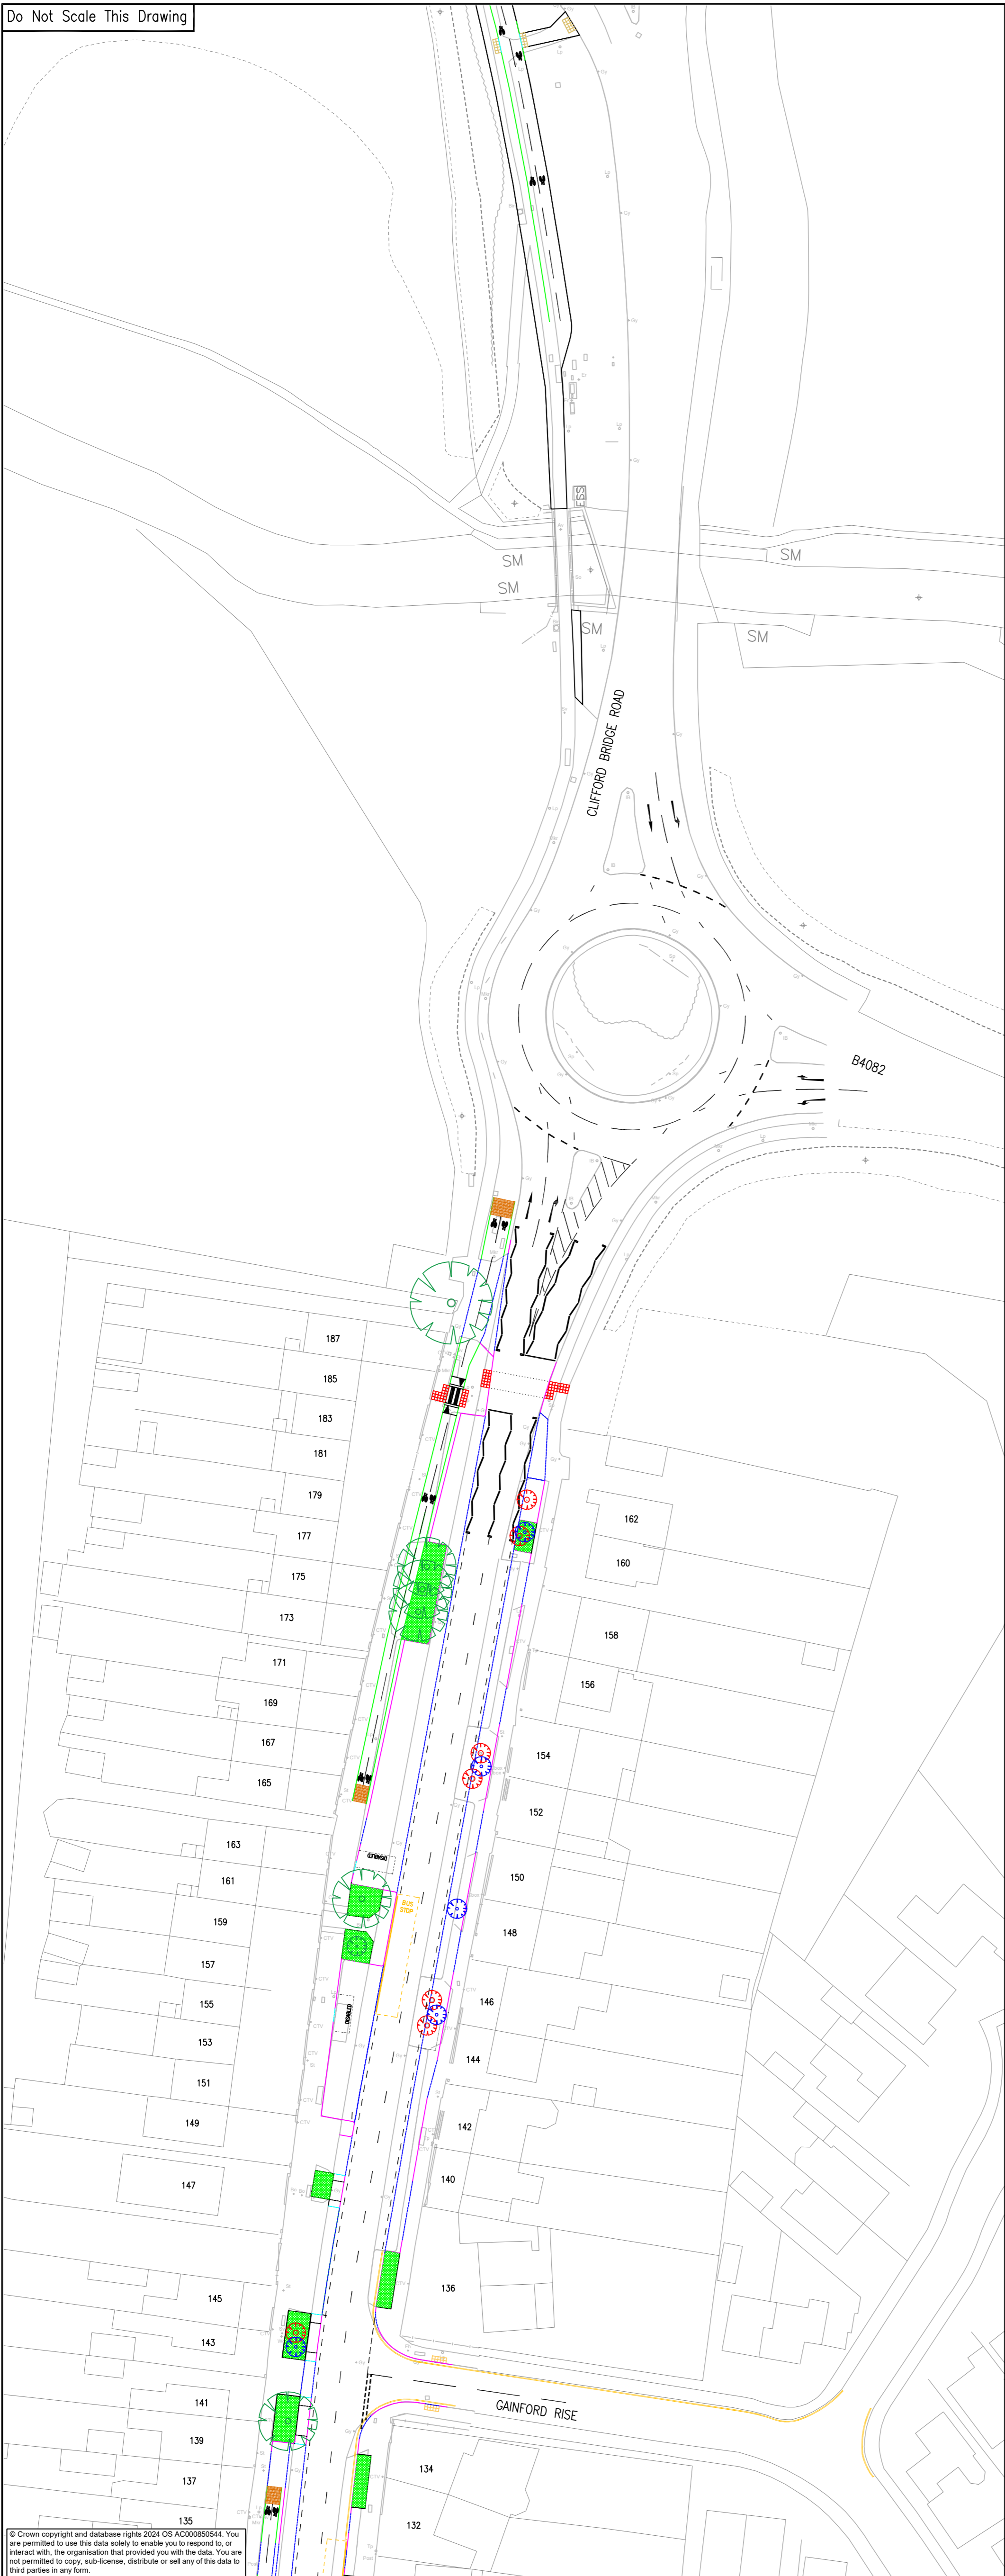 Do Not Scale This Drawing
ESS
SM
SM
SM
SM
SM
CLIFFORD BRIDGE ROAD
B4082
187
185
183
181
179
177
175
173
171
169
167
165
163
161
159
157
155
153
151
149
147
145
143
141
139
137
135
162
160
158
156
154
152
150
148
146
144
142
140
136
134
132
DISABLED
BUS
STOP
DISABLED
GAINFORD RISE
© Crown copyright and database rights 2024 OS AC000850544. You
are permitted to use this data solely to enable you to respond to, or
interact with, the organisation that provided you with the data. You are
not permitted to copy, sub-license, distribute or sell any of this data to
third parties in any form.